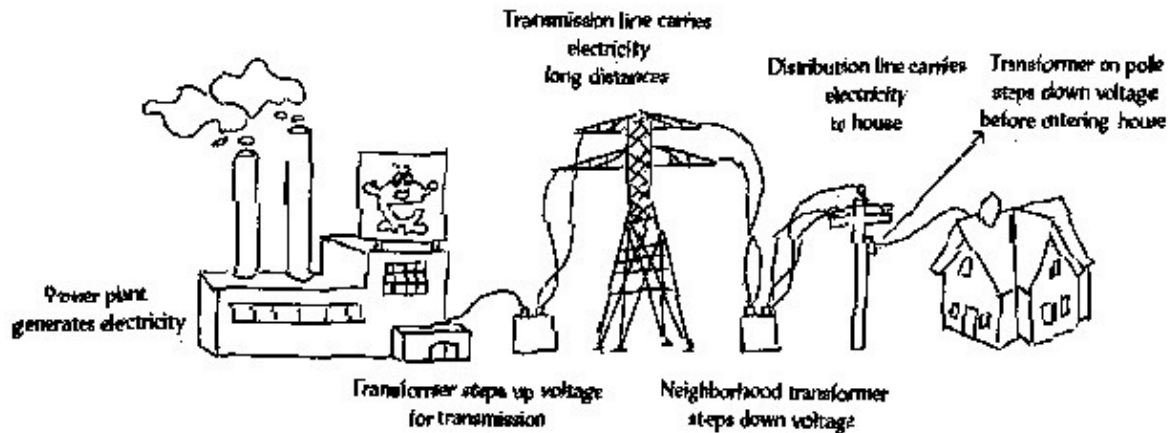 Transmission line carries
electricity
long distances
Distribution line carries
electricity
to house
Transformer on pole
steps down voltage
before entering house
Power plant
generates electricity
Transformer steps up voltage
for transmission
Neighborhood transformer
steps down voltage